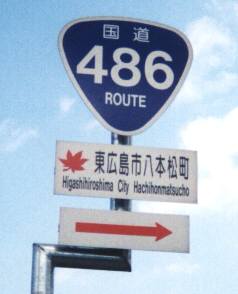 国道
486
ROUTE
東広島市八本松町
Higashihiroshima City Hachihonmatsucho